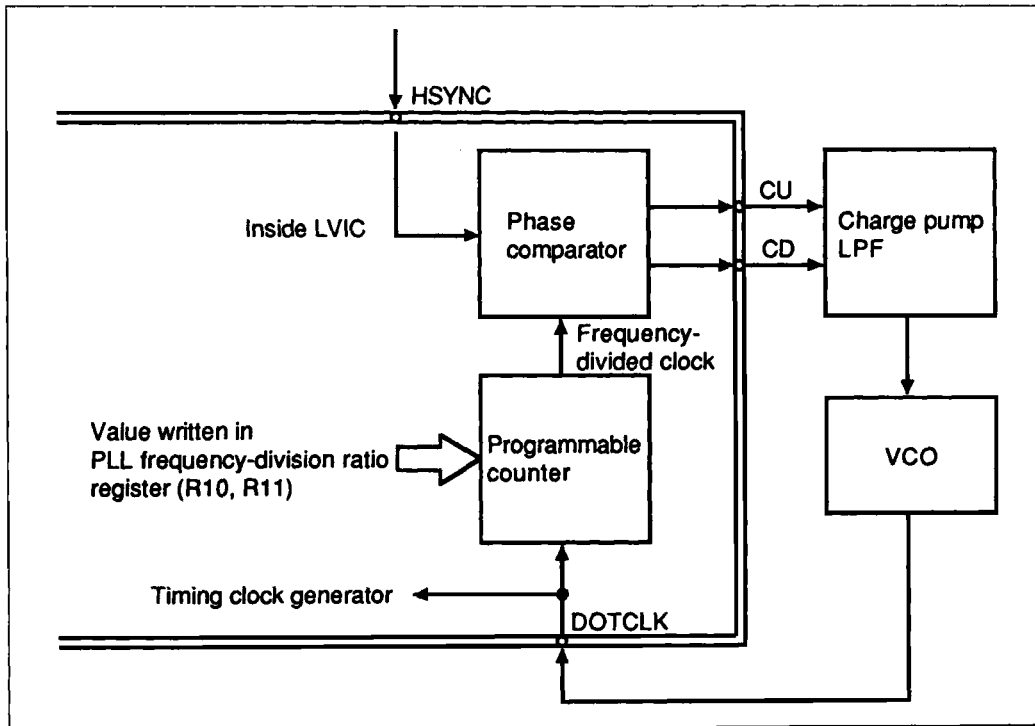 HSYNC
Inside LVIC
Phase
comparator
CU
CD
Charge pump
LPF
Frequency-
divided clock
Value written in
PLL frequency-division ratio
register (R10, R11)
Programmable
counter
VCO
Timing clock generator
DOTCLK